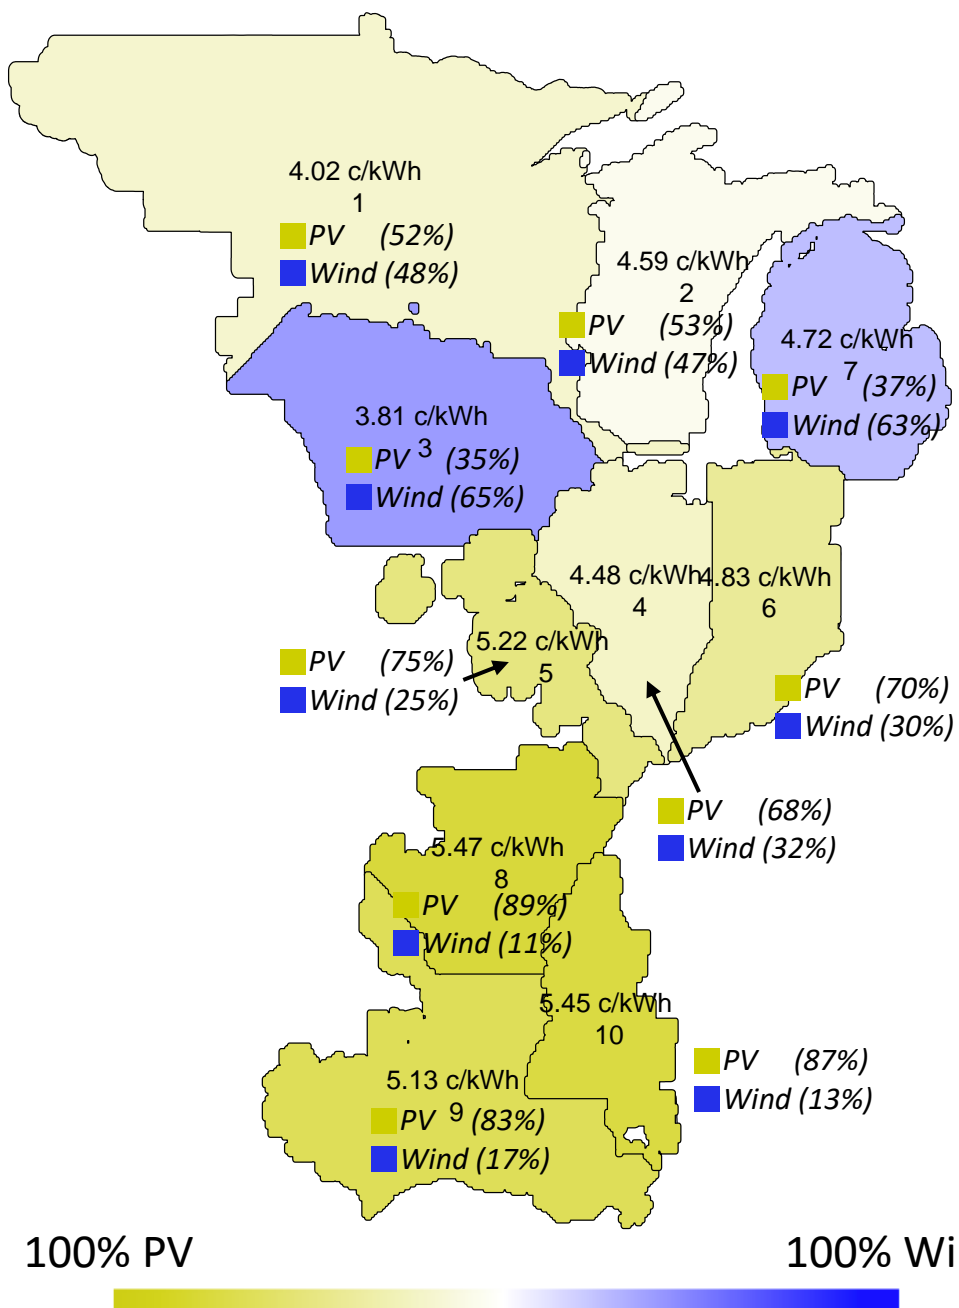 4.02 c/kWh
1
PV (52%)
Wind (48%)
4.59 c/kWh
2
PV (53%)
Wind (47%)
4.72 c/kWh
7
PV (37%)
Wind (63%)
3.81 c/kWh
3
PV (35%)
Wind (65%)
4.48 c/kWh
4
4.83 c/kWh
6
5.22 c/kWh
5
PV (75%)
Wind (25%)
PV (70%)
Wind (30%)
PV (68%)
Wind (32%)
5.47 c/kWh
8
PV (89%)
Wind (11%)
5.45 c/kWh
10
PV (87%)
Wind (13%)
5.13 c/kWh
9
PV (83%)
Wind (17%)
100% PV
100% Wi